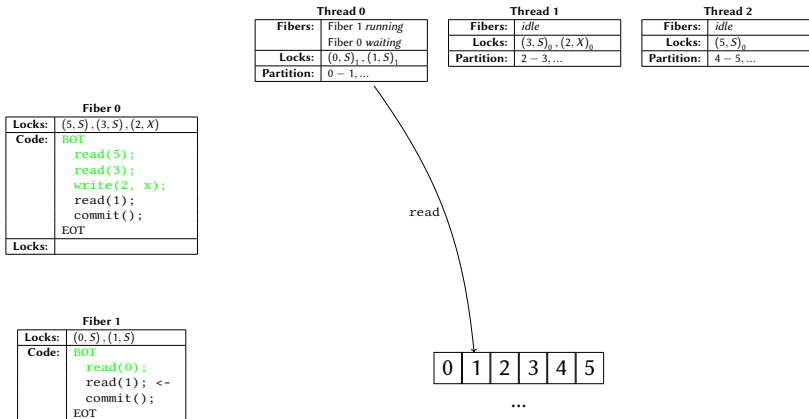 Thread 0
Fibers: Fiber 1 running
Fiber 0 waiting
Locks: (0, S)₁ , (1, S)₁
Partition: 0 − 1, ...
Thread 1
Fibers: idle
Locks: (3, S)₀ , (2, X)₀
Partition: 2 − 3, ...
Thread 2
Fibers: idle
Locks: (5, S)₀
Partition: 4 − 5, ...
Fiber 0
Locks: (5, S) , (3, S) , (2, X)
Code: BOT
read(5);
read(3);
write(2, x);
read(1);
commit();
EOT
Locks:
read
Fiber 1
Locks: (0, S) , (1, S)
Code: BOT
read(0);
read(1); <-
commit();
EOT
0 1 2 3 4 5
...